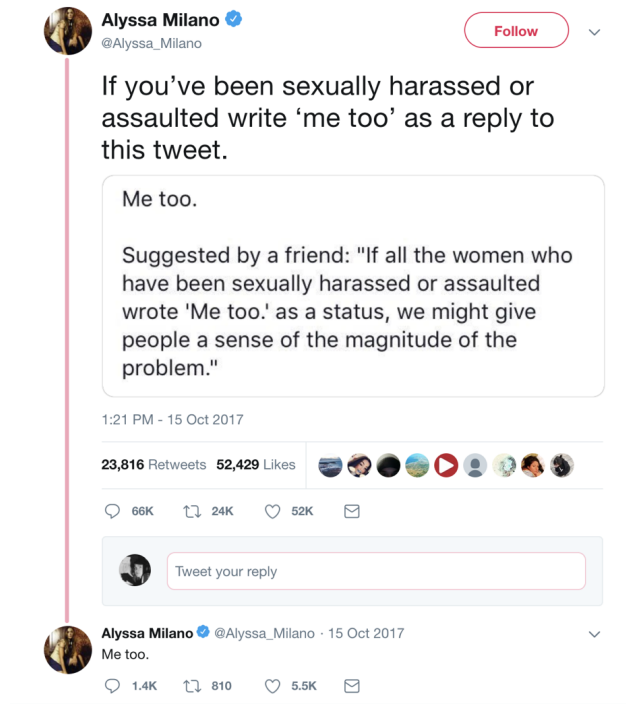 Alyssa Milano
@Alyssa_Milano
Follow
If you’ve been sexually harassed or
assaulted write ‘me too’ as a reply to
this tweet.
Me too.
Suggested by a friend: "If all the women who
have been sexually harassed or assaulted
wrote 'Me too.' as a status, we might give
people a sense of the magnitude of the
problem."
1:21 PM - 15 Oct 2017
23,816 Retweets 52,429 Likes
66K 24K 52K
Tweet your reply
Alyssa Milano @Alyssa_Milano · 15 Oct 2017
Me too.
1.4K 810 5.5K